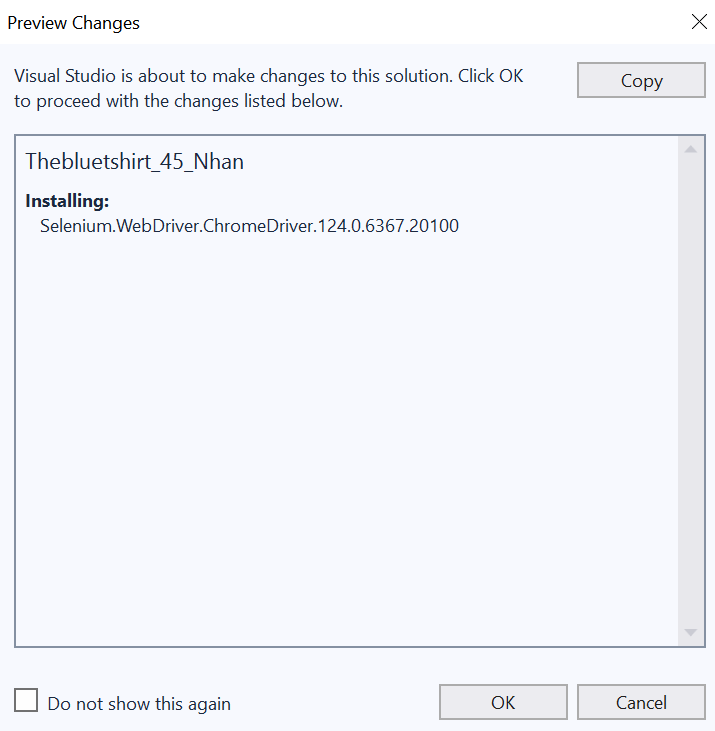 Preview Changes
Visual Studio is about to make changes to this solution. Click OK
to proceed with the changes listed below.
Copy
Thebluetshirt_45_Nhan
Installing:
Selenium.WebDriver.ChromeDriver.124.0.6367.20100
Do not show this again
OK
Cancel